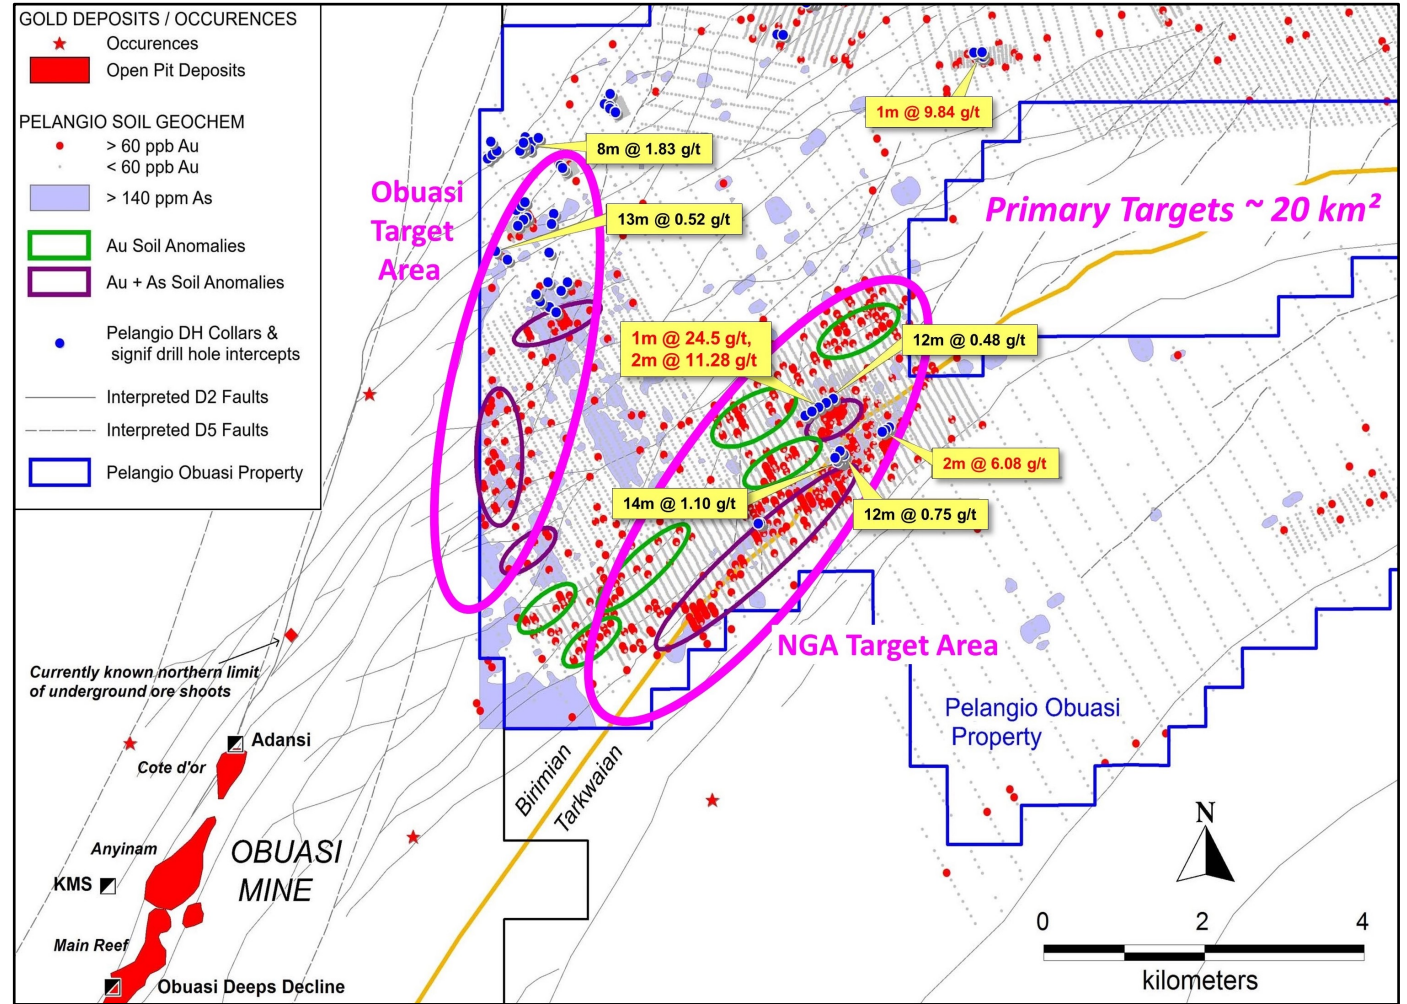 GOLD DEPOSITS / OCCURENCES
Occurences
Open Pit Deposits
PELANGIO SOIL GEOCHEM
> 60 ppb Au
< 60 ppb Au
> 140 ppm As
Au Soil Anomalies
Au + As Soil Anomalies
Pelangio DH Collars &
signif drill hole intercepts
Interpreted D2 Faults
Interpreted D5 Faults
Pelangio Obuasi Property
1m @ 9.84 g/t
8m @ 1.83 g/t
Obuasi
Target
Area
13m @ 0.52 g/t
Primary Targets ~ 20 km²
1m @ 24.5 g/t,
2m @ 11.28 g/t
12m @ 0.48 g/t
2m @ 6.08 g/t
14m @ 1.10 g/t
12m @ 0.75 g/t
NGA Target Area
Currently known northern limit
of underground ore shoots
Pelangio Obuasi
Property
Adansi
Cote d'or
Birimian
Tarkwaian
Anyinam
OBUASI
MINE
KMS
Main Reef
Obuasi Deeps Decline
N
0 2 4
kilometers